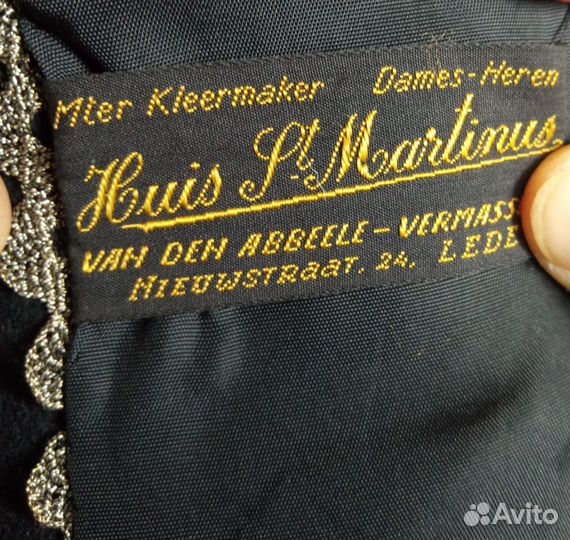 Mter Kleermaker Dames-Heren
Huis St Martinus
VAN DEN ABBEELE - VERMASS
NIEUWSTRAAT. 24. LEDE
Avito